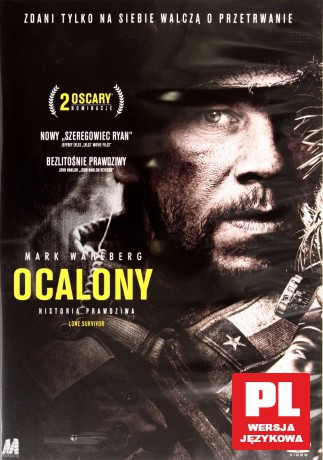 ZDANI TYLKO NA SIEBIE WALCZĄ O PRZETRWANIE
2 OSCARY
NOMINACJE
NOWY „SZEREGOWIEC RYAN"
BEZLITOŚNIE PRAWDZIWY
MARK WAHLBERG
OCALONY
HISTORIA PRAWDZIWA
LONE SURVIVOR
PL
WERSJA
JĘZYKOWA
M
VIDEO